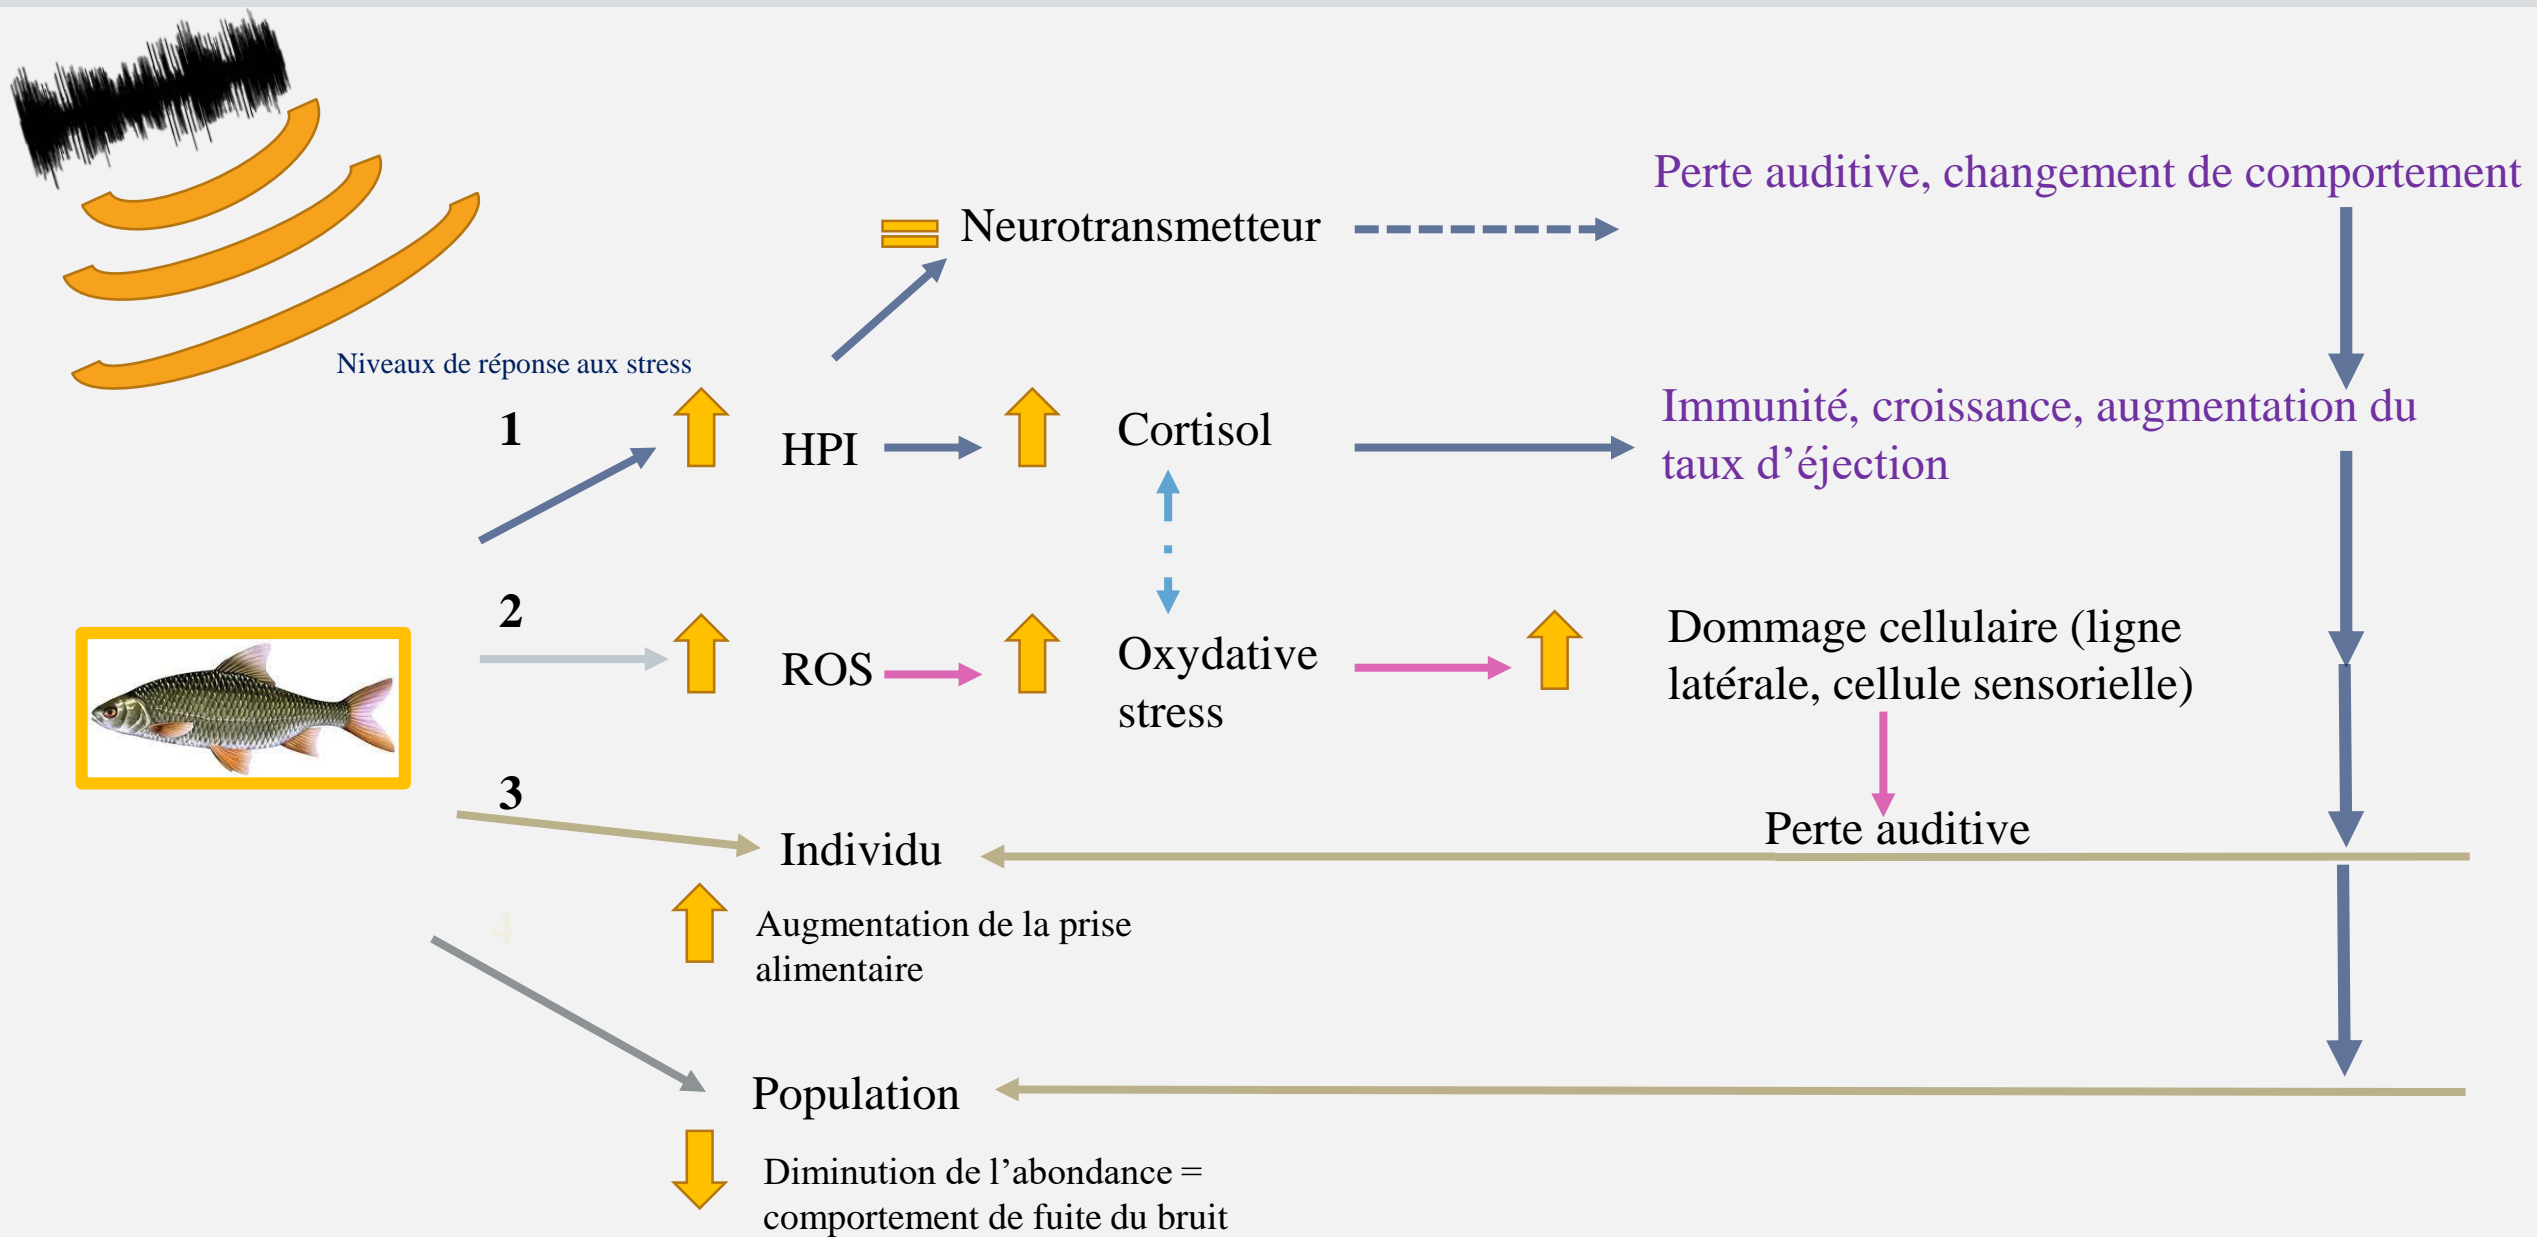 Perte auditive, changement de comportement
Neurotransmetteur
Niveaux de réponse aux stress
1
HPI
Cortisol
Immunité, croissance, augmentation du
taux d’éjection
2
ROS
Oxydative
stress
Dommage cellulaire (ligne
latérale, cellule sensorielle)
3
Individu
Perte auditive
4
Augmentation de la prise
alimentaire
Population
Diminution de l’abondance =
comportement de fuite du bruit